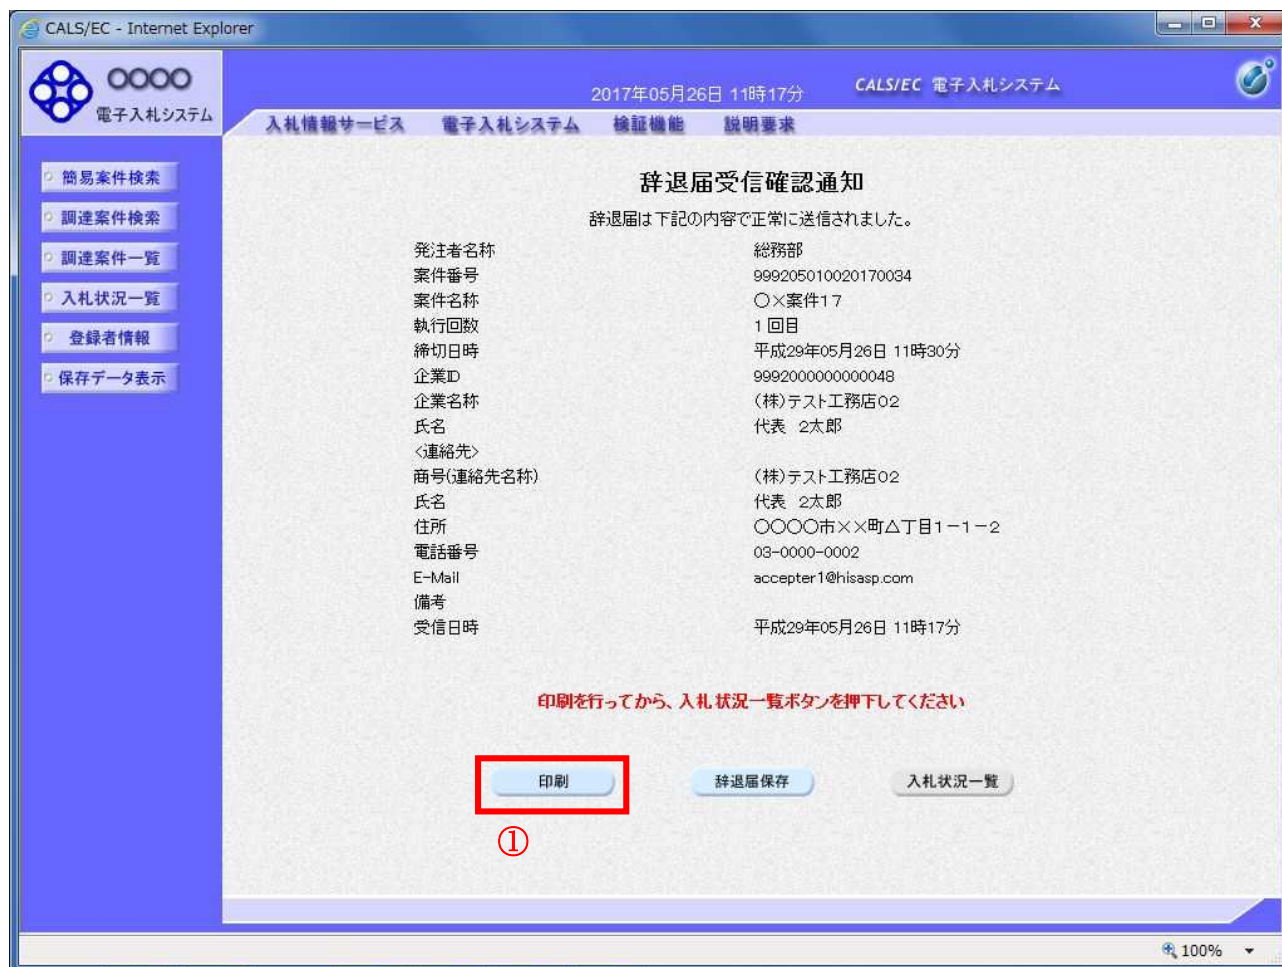 CALS/EC - Internet Explorer
○○○○
電子入札システム
2017年05月26日 11時17分
CALS/EC 電子入札システム
入札情報サービス 電子入札システム 検証機能 説明要求
簡易案件検索
調達案件検索
調達案件一覧
入札状況一覧
登録者情報
保存データ表示
辞退届受信確認通知
辞退届は下記の内容で正常に送信されました。
発注者名称 総務部
案件番号 999205010020170034
案件名称 ○×案件17
執行回数 1回目
締切日時 平成29年05月26日 11時30分
企業ID 9992000000000048
企業名称 (株)テスト工務店02
氏名 代表 2太郎
<連絡先>
商号(連絡先名称) (株)テスト工務店02
氏名 代表 2太郎
住所 ○○○○市××町△丁目1-1-2
電話番号 03-0000-0002
E-Mail accepter1@hisasp.com
備考
受信日時 平成29年05月26日 11時17分
印刷を行ってから、入札状況一覧ボタンを押下してください
印刷 辞退届保存 入札状況一覧
①
100%